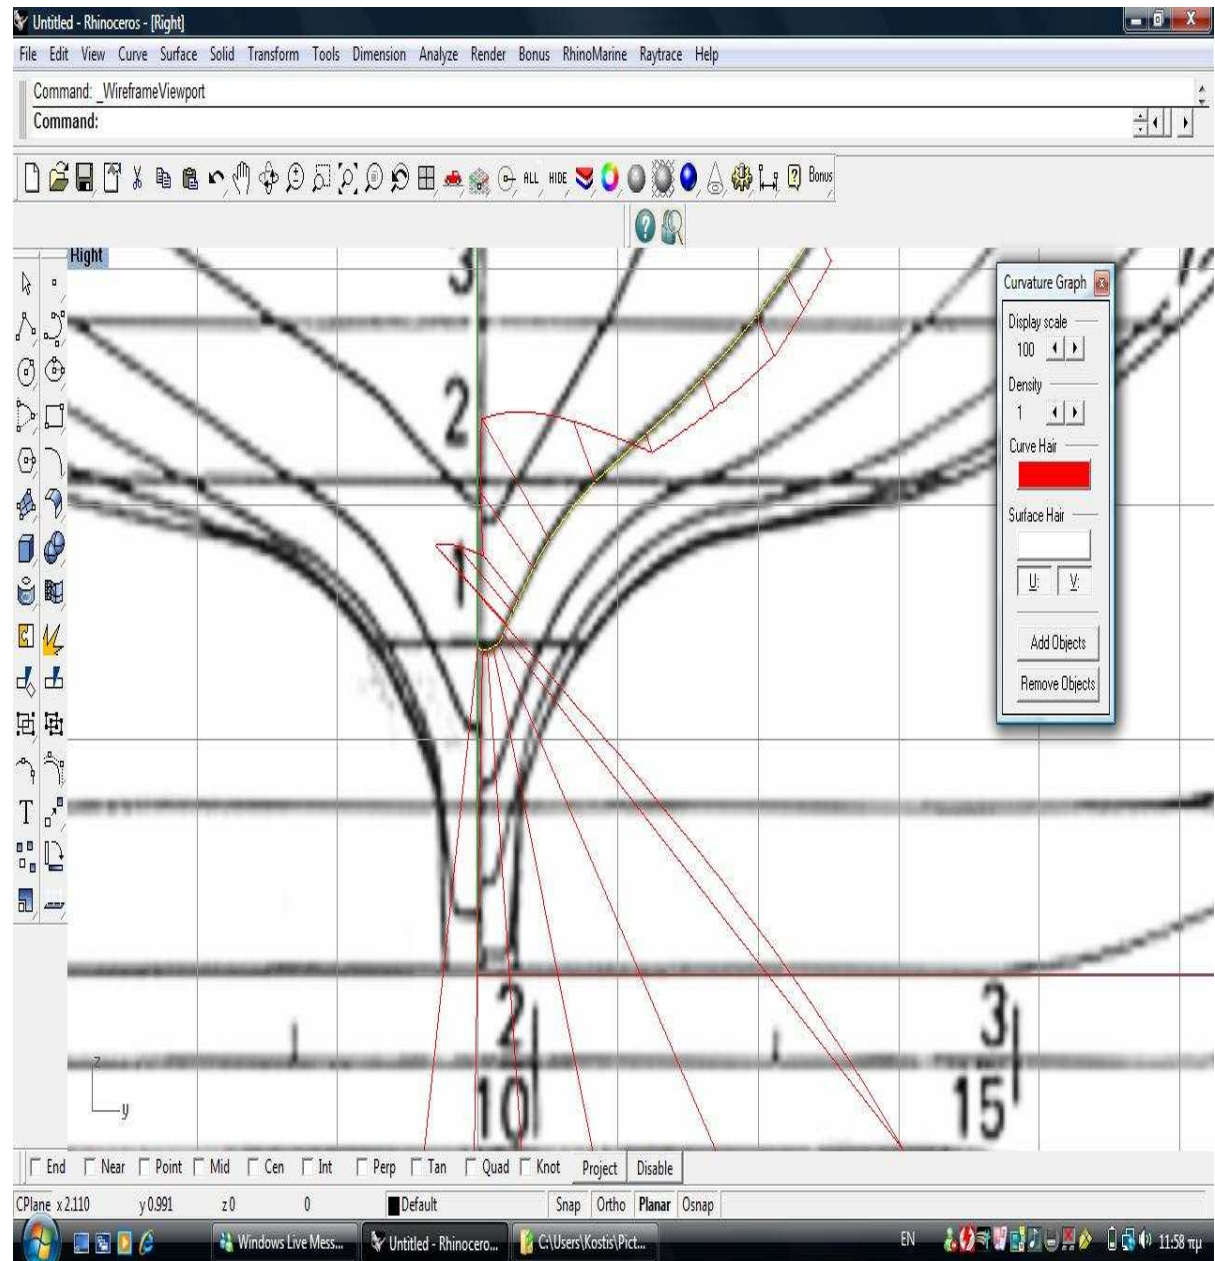 Untitled - Rhinoceros - [Right]
File Edit View Curve Surface Solid Transform Tools Dimension Analyze Render Bonus RhinoMarine Raytrace Help
Command: _WireframeViewport
Command:
ALL HIDE Bonus
Right
3
2
1
2
10
3
15
z
y
Curvature Graph
Display scale
100
Density
1
Curve Hair
Surface Hair
U: V:
Add Objects
Remove Objects
T
End Near Point Mid Cen Int Perp Tan Quad Knot Project Disable
CPlane x 2.110 y 0.991 z 0 0 Default Snap Ortho Planar Osnap
Windows Live Mess... Untitled - Rhinocero... C:\Users\Kostis\Pict... EN 11:58 πμ